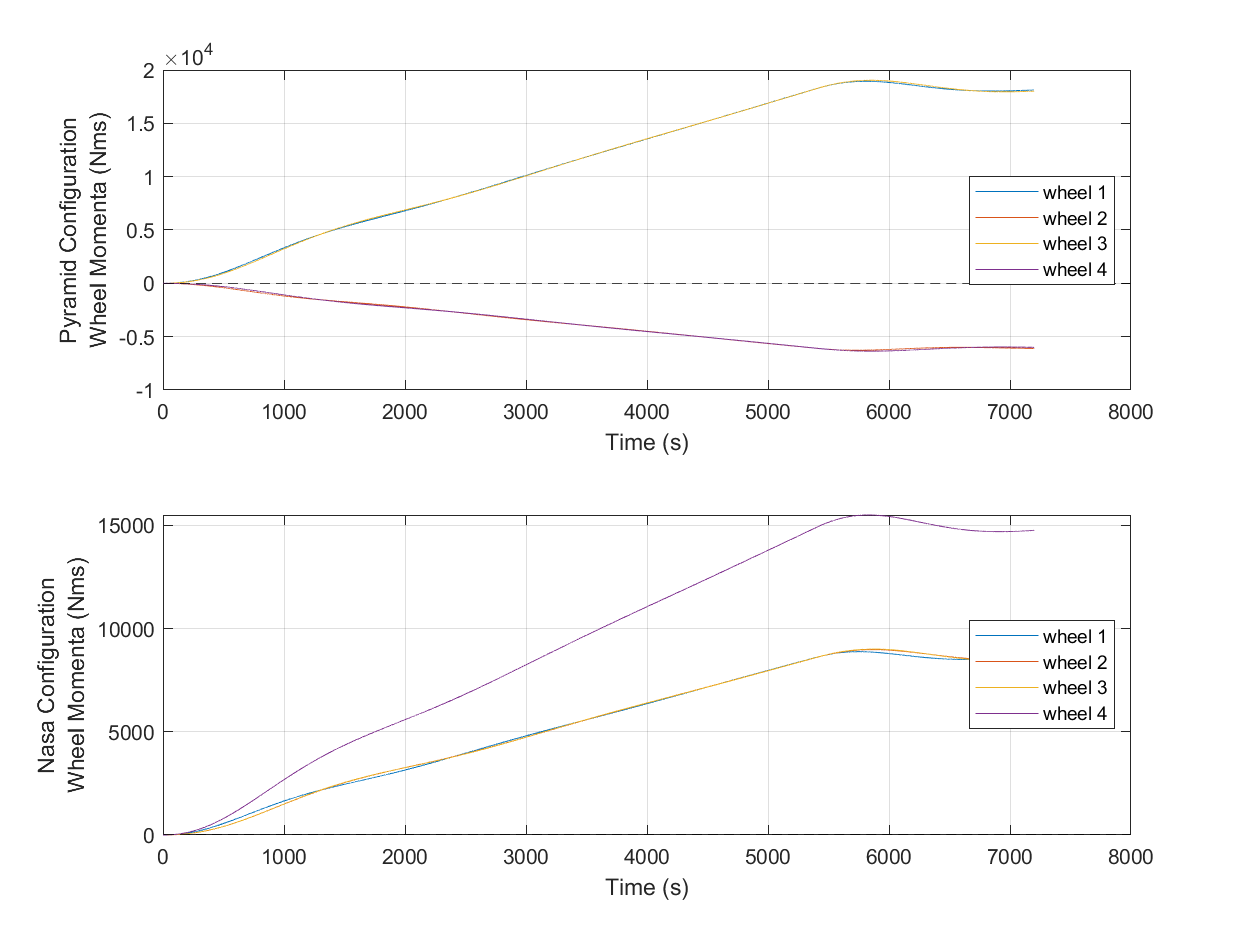 ×10⁴
2
1.5
1
0.5
0
-0.5
-1
Pyramid Configuration
Wheel Momenta (Nms)
wheel 1
wheel 2
wheel 3
wheel 4
0 1000 2000 3000 4000 5000 6000 7000 8000
Time (s)
15000
10000
5000
0
Nasa Configuration
Wheel Momenta (Nms)
wheel 1
wheel 2
wheel 3
wheel 4
0 1000 2000 3000 4000 5000 6000 7000 8000
Time (s)